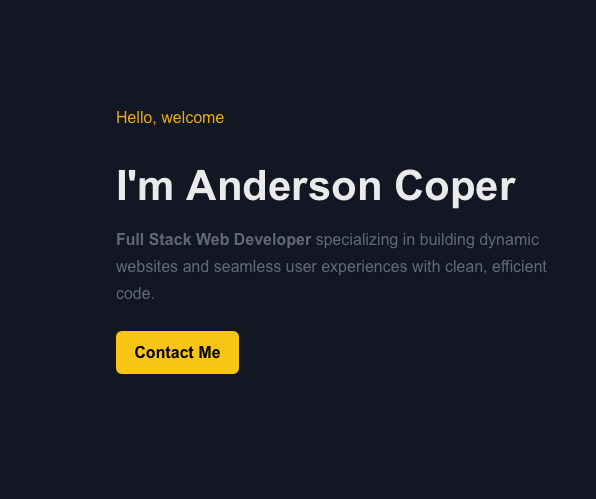 Hello, welcome
I'm Anderson Coper
Full Stack Web Developer specializing in building dynamic
websites and seamless user experiences with clean, efficient
code.
Contact Me